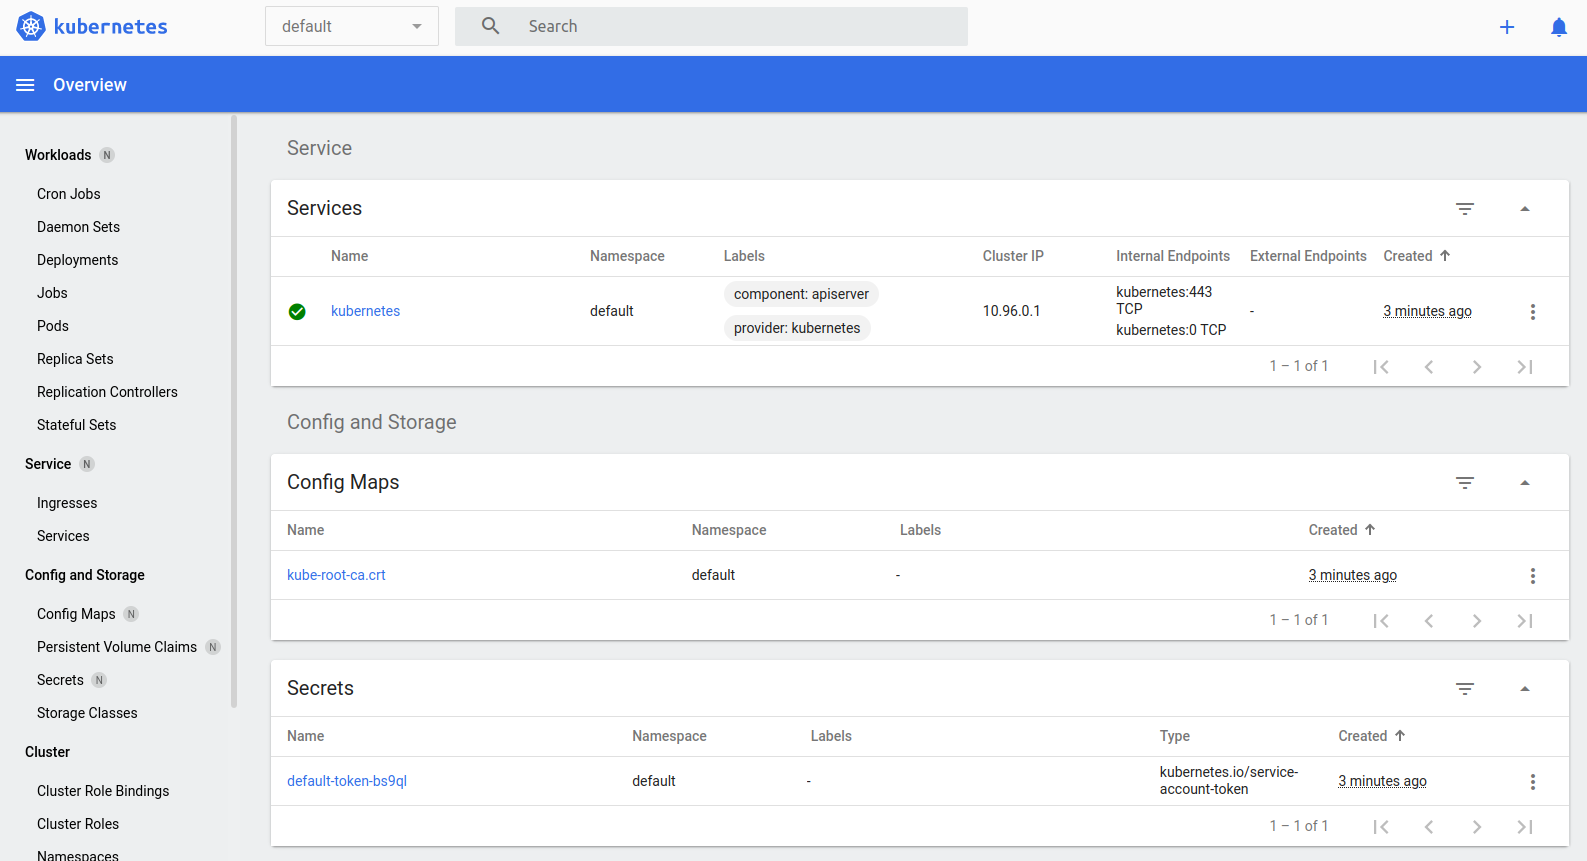 kubernetes
default
Search
Overview
Workloads N
Cron Jobs
Daemon Sets
Deployments
Jobs
Pods
Replica Sets
Replication Controllers
Stateful Sets
Service N
Ingresses
Services
Config and Storage
Config Maps N
Persistent Volume Claims N
Secrets N
Storage Classes
Cluster
Cluster Role Bindings
Cluster Roles
Namespaces
Service
Services
Name Namespace Labels Cluster IP Internal Endpoints External Endpoints Created
kubernetes default component: apiserver provider: kubernetes 10.96.0.1 kubernetes:443 TCP kubernetes:0 TCP - 3 minutes ago
1 – 1 of 1
Config and Storage
Config Maps
Name Namespace Labels Created
kube-root-ca.crt default - 3 minutes ago
1 – 1 of 1
Secrets
Name Namespace Labels Type Created
default-token-bs9ql default - kubernetes.io/service-account-token 3 minutes ago
1 – 1 of 1